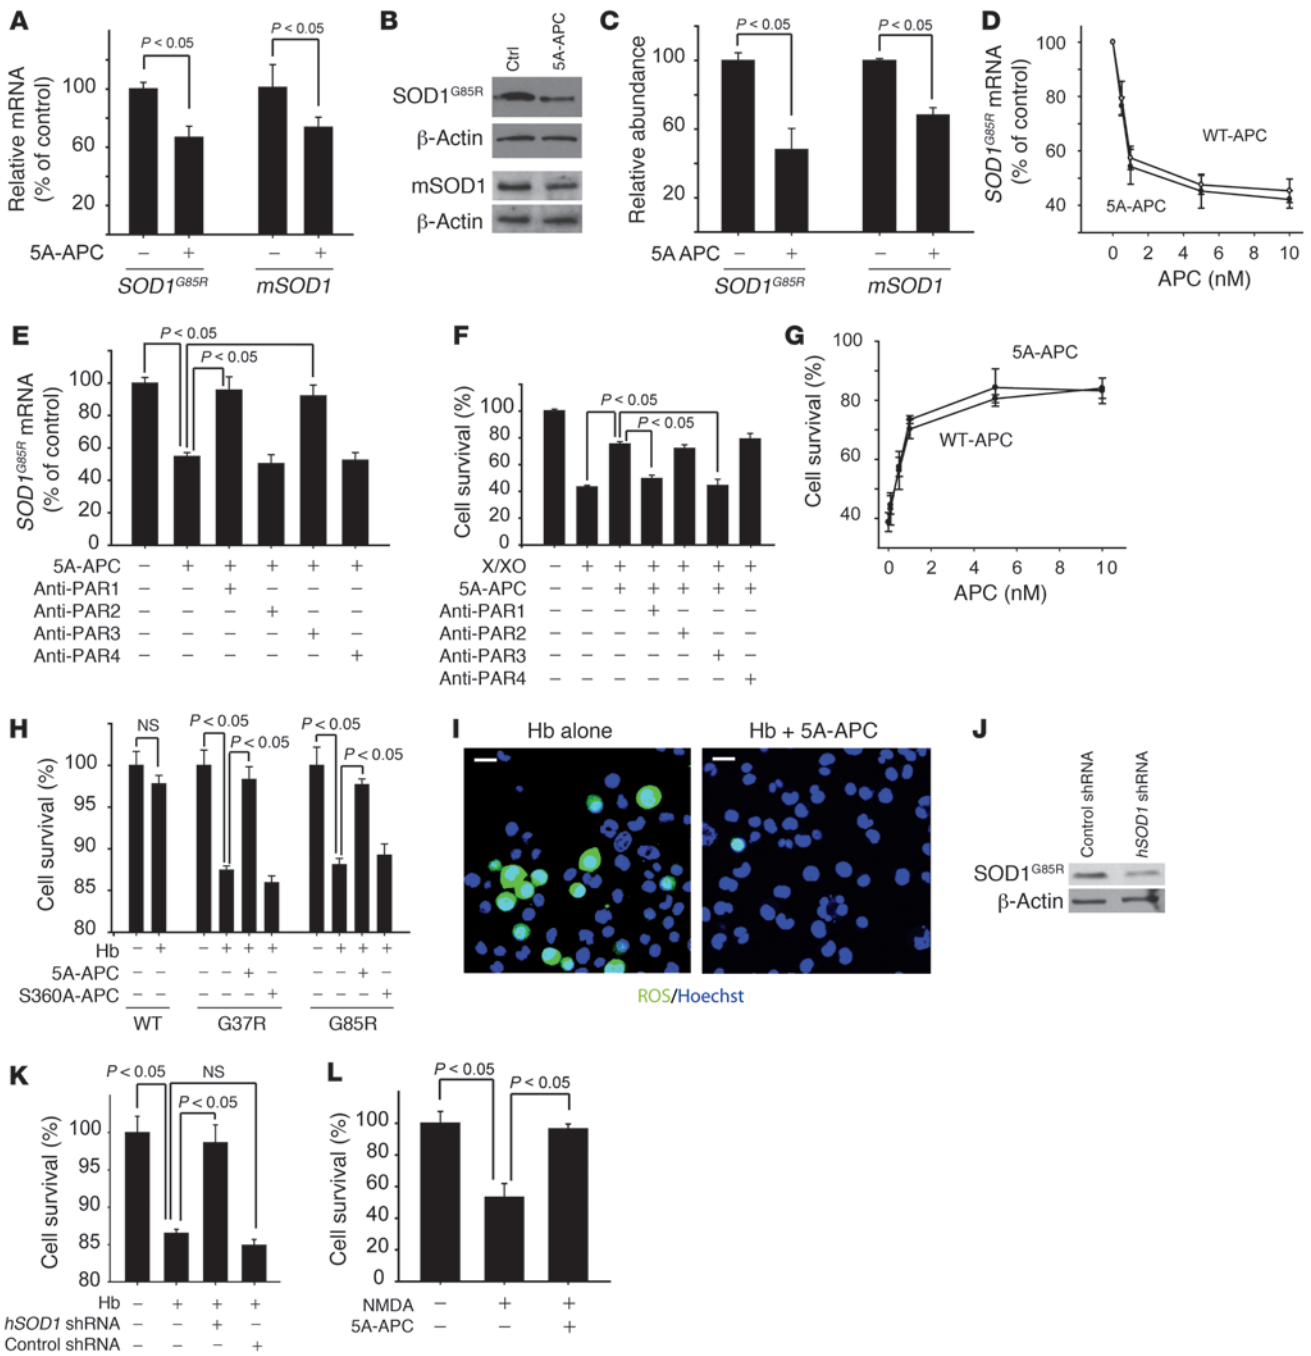 A
Relative mRNA
(% of control)
100
60
20
P < 0.05
P < 0.05
5A-APC
− + − +
SOD1G85R
mSOD1
B
Ctrl
5A-APC
SOD1G85R
β-Actin
mSOD1
β-Actin
C
Relative abundance
100
60
20
P < 0.05
P < 0.05
5A APC
− + − +
SOD1G85R
mSOD1
D
SOD1G85R mRNA
(% of control)
100
80
60
40
WT-APC
5A-APC
0 2 4 6 8 10
APC (nM)
E
SOD1G85R mRNA
(% of control)
100
80
60
40
20
0
P < 0.05
P < 0.05
5A-APC − + + + + +
Anti-PAR1 − − + − − −
Anti-PAR2 − − − + − −
Anti-PAR3 − − − − + −
Anti-PAR4 − − − − − +
F
Cell survival (%)
100
80
60
40
20
0
P < 0.05
P < 0.05
X/XO − + + + + + +
5A-APC − − + + + + +
Anti-PAR1 − − − + − − −
Anti-PAR2 − − − − + − −
Anti-PAR3 − − − − − + −
Anti-PAR4 − − − − − − +
G
Cell survival (%)
100
80
60
40
5A-APC
WT-APC
0 2 4 6 8 10
APC (nM)
H
Cell survival (%)
100
95
90
85
80
NS
P < 0.05
P < 0.05
P < 0.05
P < 0.05
Hb − + − + + + − + + +
5A-APC − − − − + − − − + −
S360A-APC − − − − − + − − − +
WT
G37R
G85R
I
Hb alone
Hb + 5A-APC
ROS/Hoechst
J
Control shRNA
hSOD1 shRNA
SOD1G85R
β-Actin
K
Cell survival (%)
100
95
90
85
80
P < 0.05
NS
P < 0.05
Hb − + + +
hSOD1 shRNA − − + −
Control shRNA − − − +
L
Cell survival (%)
100
80
60
40
20
0
P < 0.05
P < 0.05
NMDA − + +
5A-APC − − +